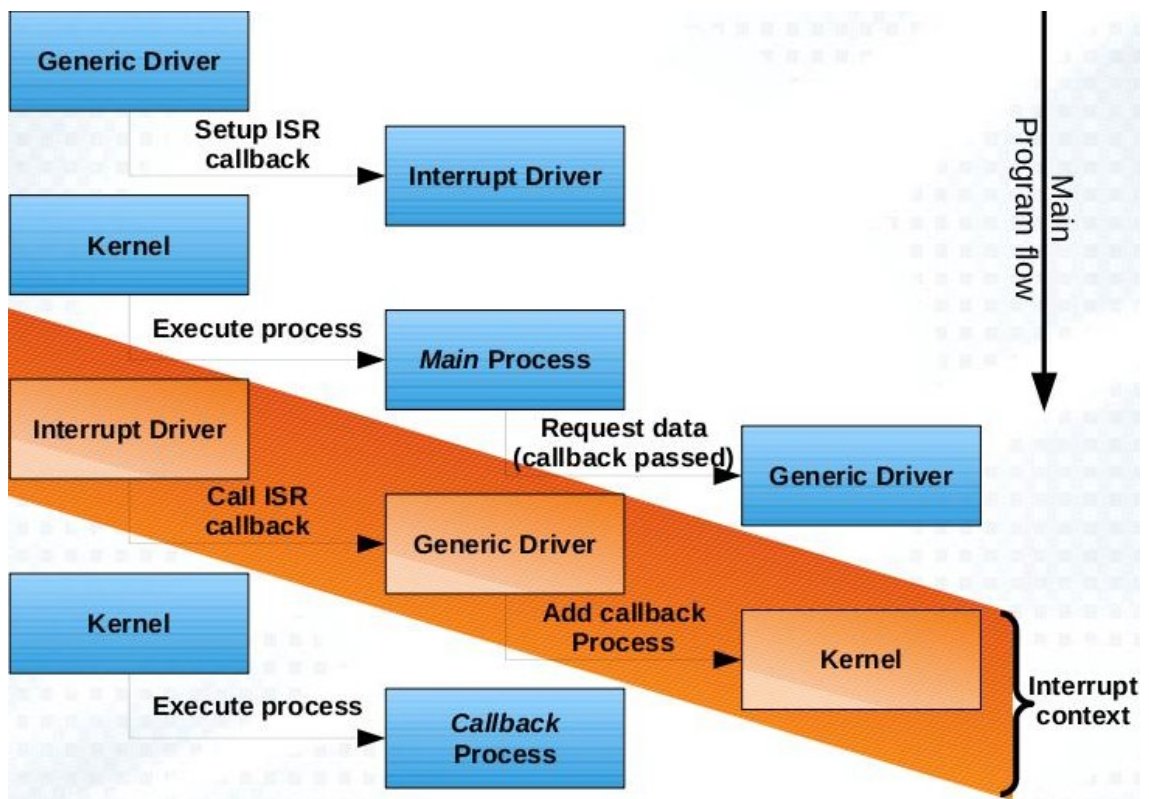 Generic Driver
Setup ISR
callback
Interrupt Driver
Kernel
Execute process
Main Process
Request data
(callback passed)
Generic Driver
Interrupt Driver
Call ISR
callback
Generic Driver
Add callback
Process
Kernel
Kernel
Execute process
Callback
Process
Main
Program flow
Interrupt
context